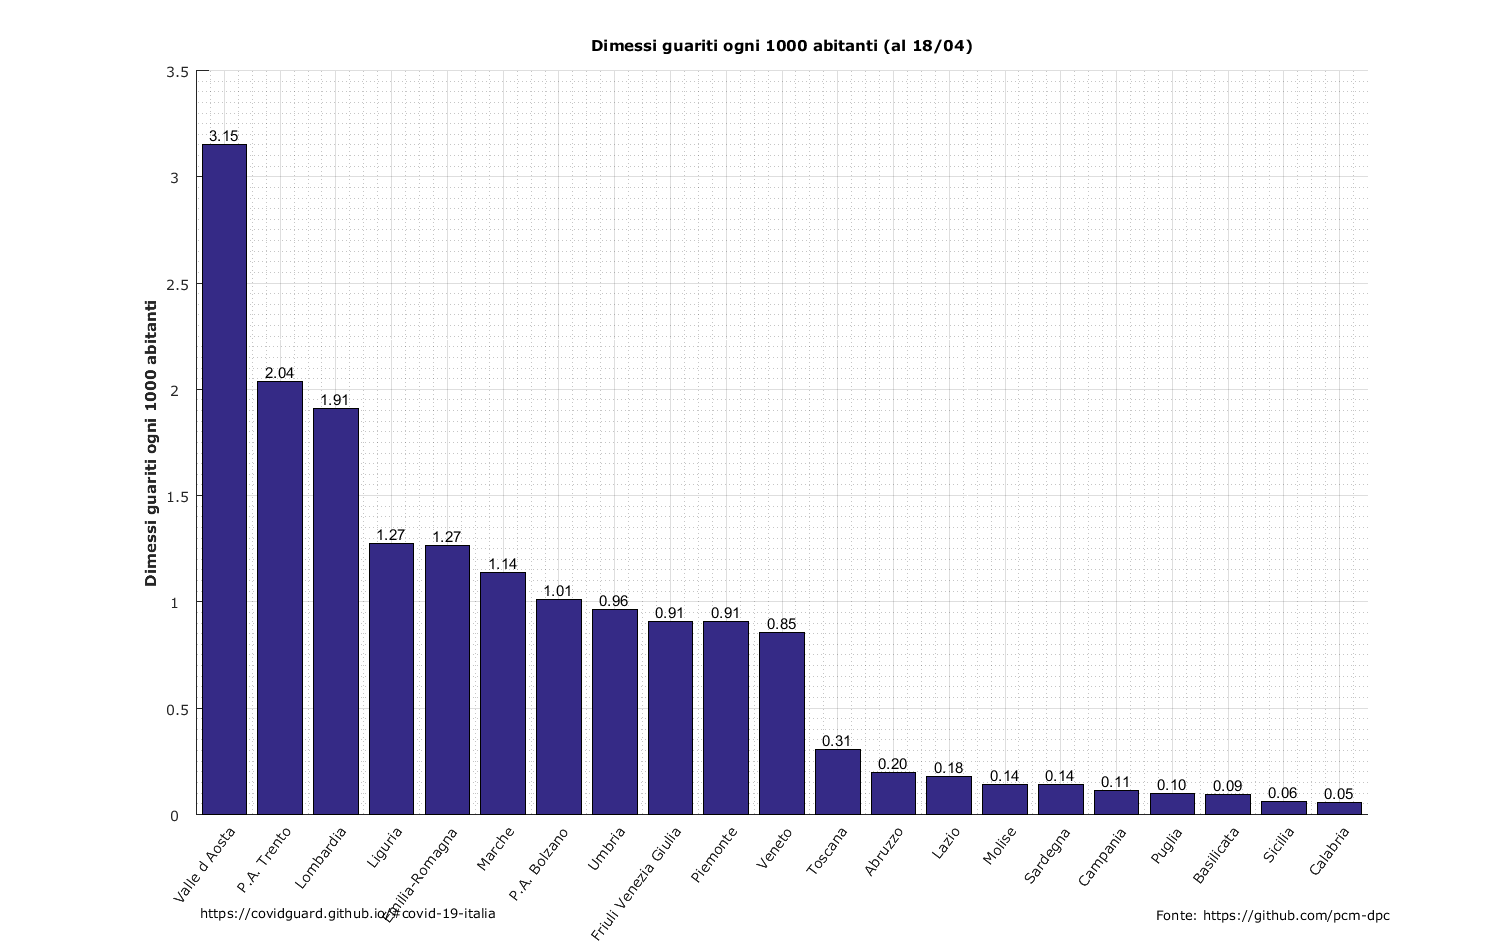 Dimessi guariti ogni 1000 abitanti (al 18/04)
Dimessi guariti ogni 1000 abitanti
3.5
3
2.5
2
1.5
1
0.5
0
3.15
2.04
1.91
1.27
1.27
1.14
1.01
0.96
0.91
0.91
0.85
0.31
0.20
0.18
0.14
0.14
0.11
0.10
0.09
0.06
0.05
Valle d Aosta
P.A. Trento
Lombardia
Liguria
Emilia-Romagna
Marche
P.A. Bolzano
Umbria
Friuli Venezia Giulia
Piemonte
Veneto
Toscana
Abruzzo
Lazio
Molise
Sardegna
Campania
Puglia
Basilicata
Sicilia
Calabria
https://covidguard.github.io/#covid-19-italia
Fonte: https://github.com/pcm-dpc